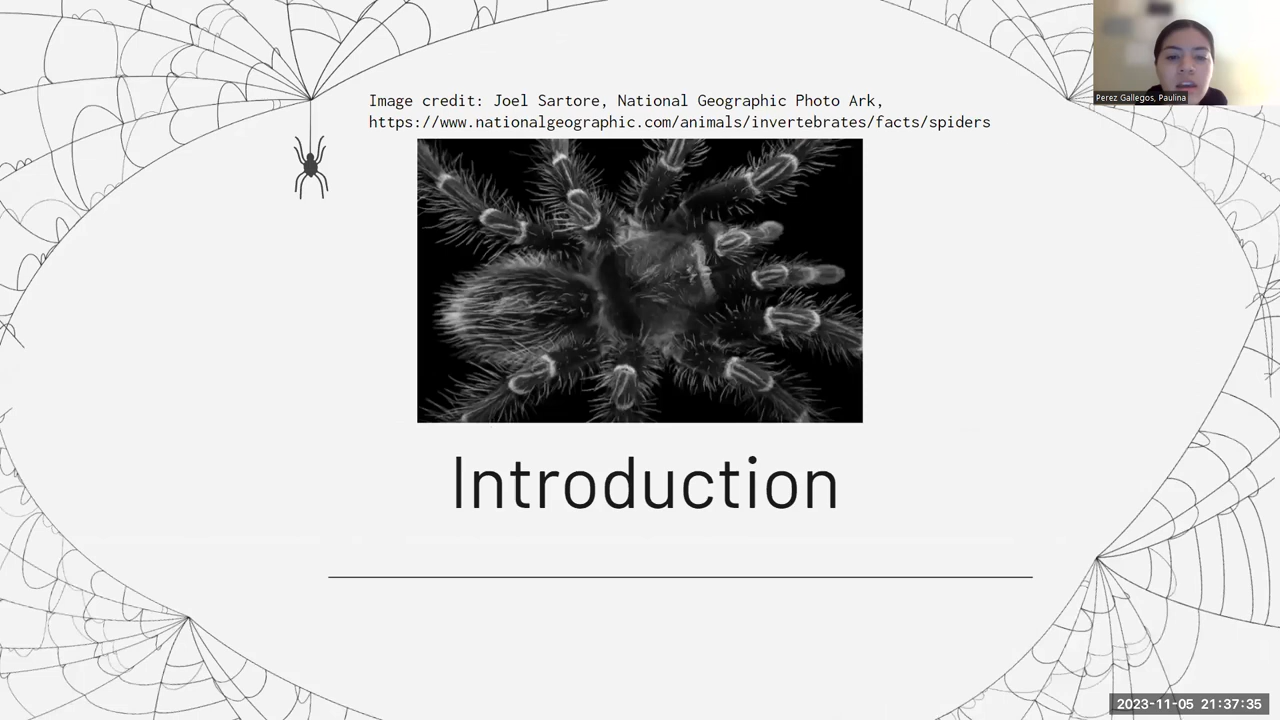 Image credit: Joel Sartore, National Geographic Photo Ark,
https://www.nationalgeographic.com/animals/invertebrates/facts/spiders
Perez Gallegos, Paulina
Introduction
2023-11-05 21:37:35